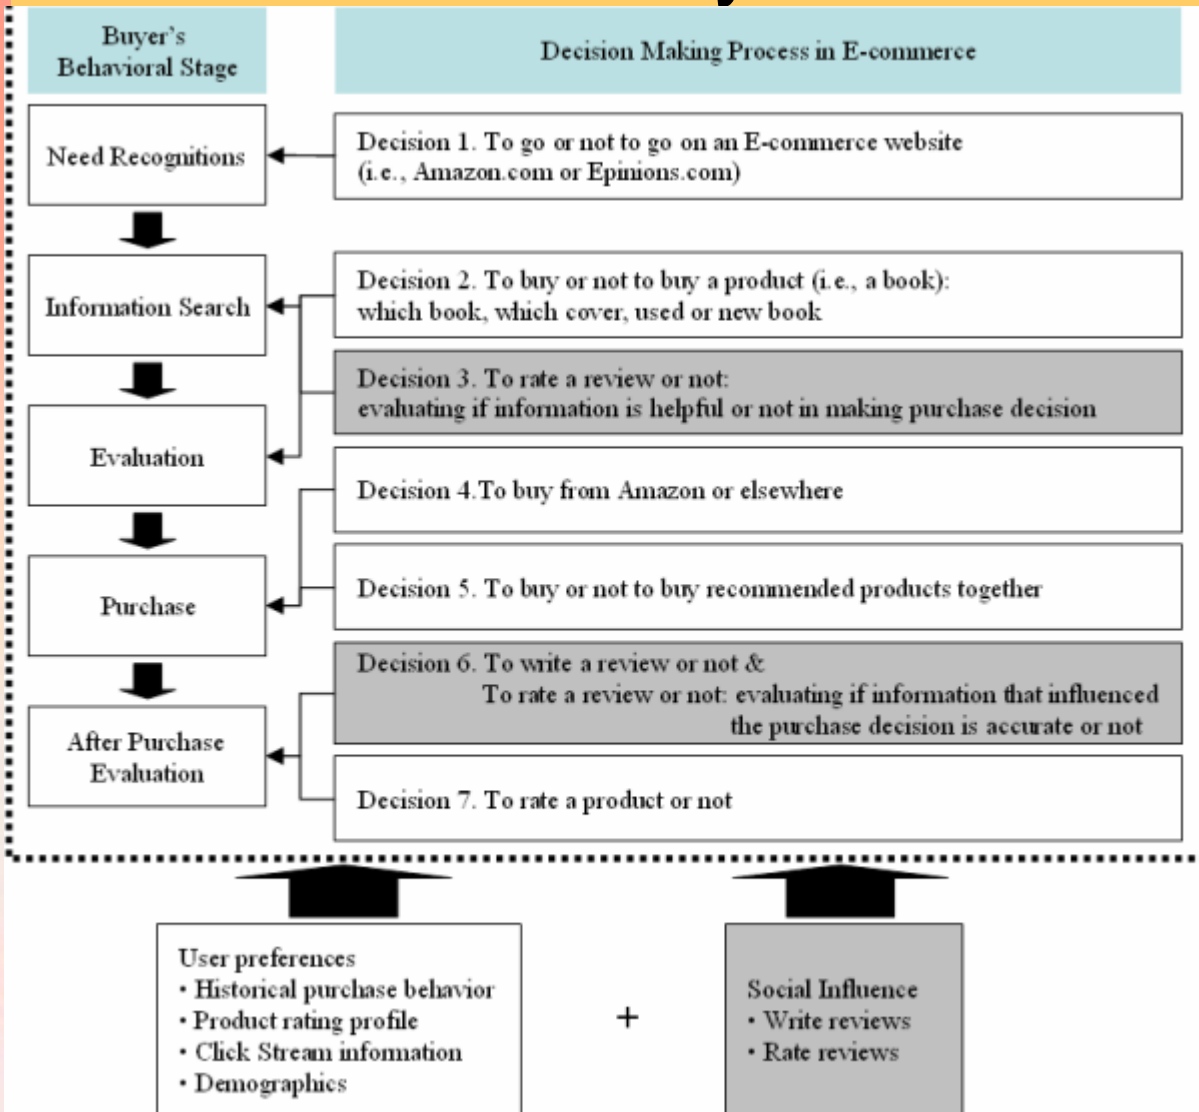 Buyer's
Behavioral Stage
Decision Making Process in E-commerce
Need Recognitions
Decision 1. To go or not to go on an E-commerce website
(i.e., Amazon.com or Epinions.com)
Information Search
Decision 2. To buy or not to buy a product (i.e., a book):
which book, which cover, used or new book
Decision 3. To rate a review or not:
evaluating if information is helpful or not in making purchase decision
Evaluation
Decision 4.To buy from Amazon or elsewhere
Purchase
Decision 5. To buy or not to buy recommended products together
Decision 6. To write a review or not &
To rate a review or not: evaluating if information that influenced
the purchase decision is accurate or not
After Purchase
Evaluation
Decision 7. To rate a product or not
User preferences
• Historical purchase behavior
• Product rating profile
• Click Stream information
• Demographics
+
Social Influence
• Write reviews
• Rate reviews